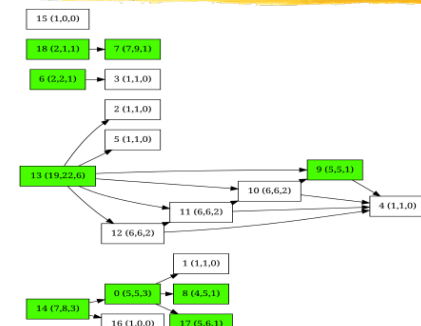 15 (1,0,0)
18 (2,1,1) 7 (7,9,1)
6 (2,2,1) 3 (1,1,0)
2 (1,1,0)
5 (1,1,0)
9 (5,5,1)
13 (19,22,6)
10 (6,6,2)
4 (1,1,0)
11 (6,6,2)
12 (6,6,2)
1 (1,1,0)
0 (5,5,3) 8 (4,5,1)
14 (7,8,3)
16 (1,0,0) 17 (5,6,1)